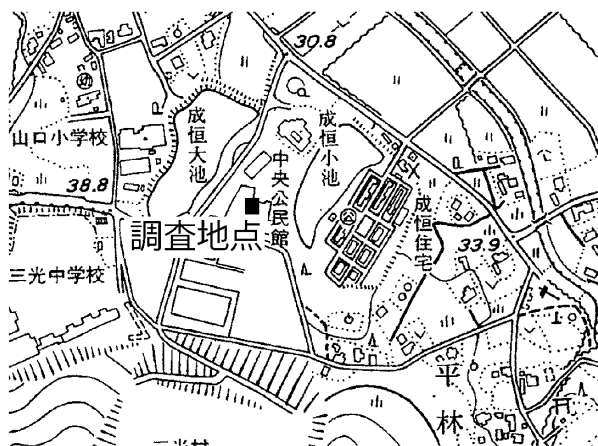 30.8
幼
山口小学校
成恒大池
成恒小池
中央公民館
38.8
調査地点
成恒住宅
三光中学校
33.9
平林